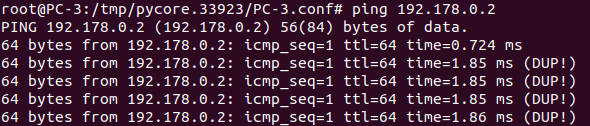 root@PC-3:/tmp/pycore.33923/PC-3.conf# ping 192.178.0.2
PING 192.178.0.2 (192.178.0.2) 56(84) bytes of data.
64 bytes from 192.178.0.2: icmp_seq=1 ttl=64 time=0.724 ms
64 bytes from 192.178.0.2: icmp_seq=1 ttl=64 time=1.85 ms (DUP!)
64 bytes from 192.178.0.2: icmp_seq=1 ttl=64 time=1.85 ms (DUP!)
64 bytes from 192.178.0.2: icmp_seq=1 ttl=64 time=1.85 ms (DUP!)
64 bytes from 192.178.0.2: icmp_seq=1 ttl=64 time=1.86 ms (DUP!)